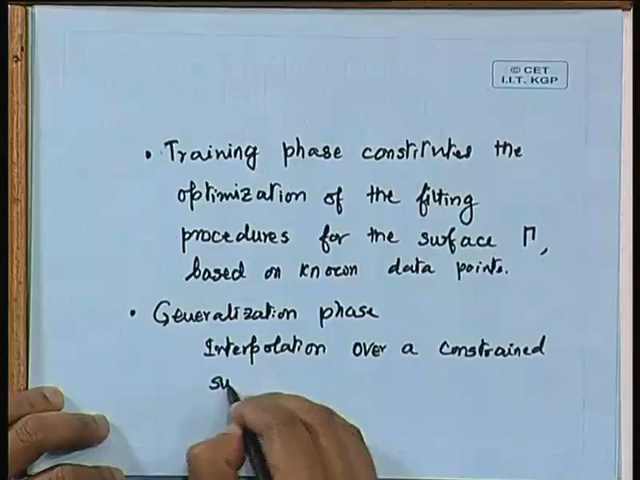 © CET
I.I.T. KGP
• Training phase constitutes the
optimization of the fitting
procedures for the surface Γ,
based on known data points.
• Generalization phase
Interpolation over a constrained
su